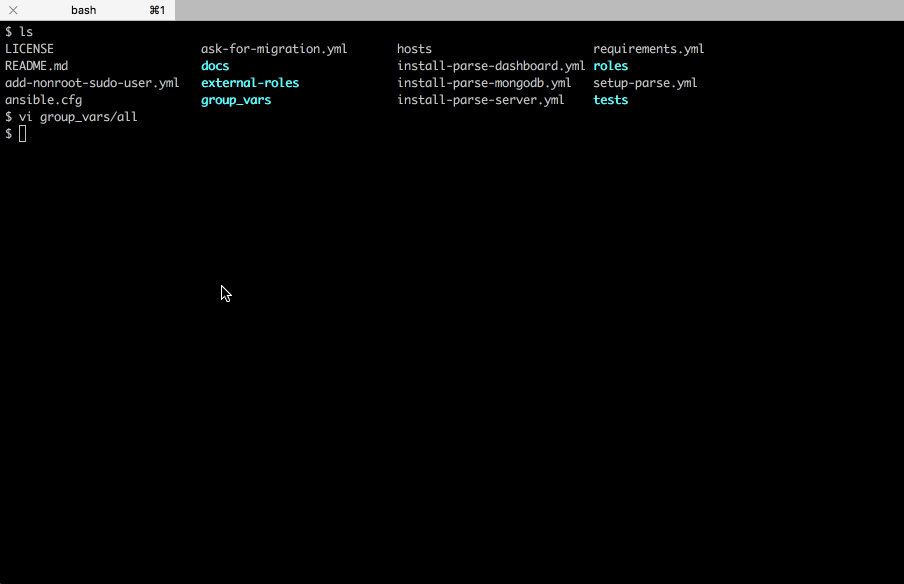 bash ⌘1
$ ls
LICENSE ask-for-migration.yml hosts requirements.yml
README.md docs install-parse-dashboard.yml roles
add-nonroot-sudo-user.yml external-roles install-parse-mongodb.yml setup-parse.yml
ansible.cfg group_vars install-parse-server.yml tests
$ vi group_vars/all
$